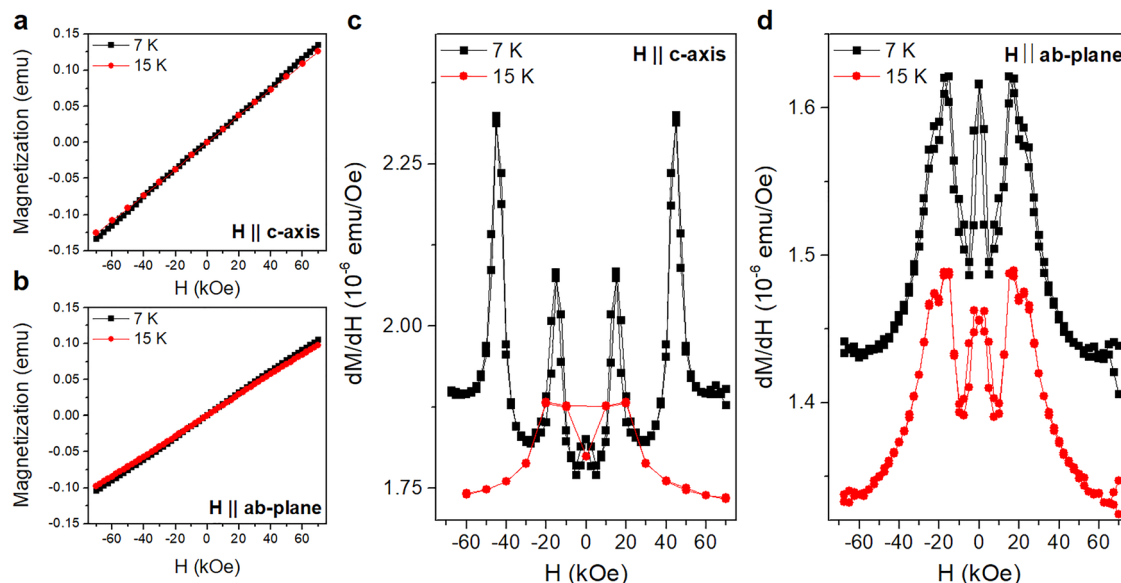 a
7 K
15 K
H || c-axis
Magnetization (emu)
0.15
0.10
0.05
0.00
-0.05
-0.10
-0.15
-60 -40 -20 0 20 40 60
H (kOe)
b
7 K
15 K
H || ab-plane
Magnetization (emu)
0.15
0.10
0.05
0.00
-0.05
-0.10
-0.15
-60 -40 -20 0 20 40 60
H (kOe)
c
7 K
15 K
H || c-axis
dM/dH (10⁻⁶ emu/Oe)
2.25
2.00
1.75
-60 -40 -20 0 20 40 60
H (kOe)
d
7 K
15 K
H || ab-plane
dM/dH (10⁻⁶ emu/Oe)
1.6
1.5
1.4
-60 -40 -20 0 20 40 60
H (kOe)